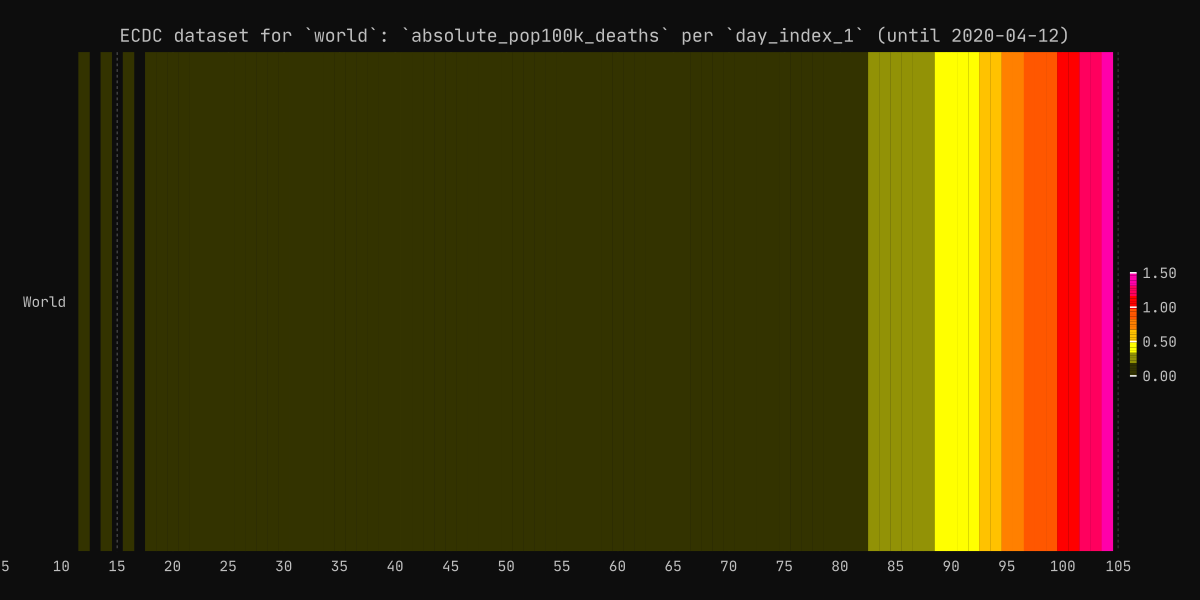 ECDC dataset for `world`: `absolute_pop100k_deaths` per `day_index_1` (until 2020-04-12)
World
1.50
1.00
0.50
0.00
5 10 15 20 25 30 35 40 45 50 55 60 65 70 75 80 85 90 95 100 105